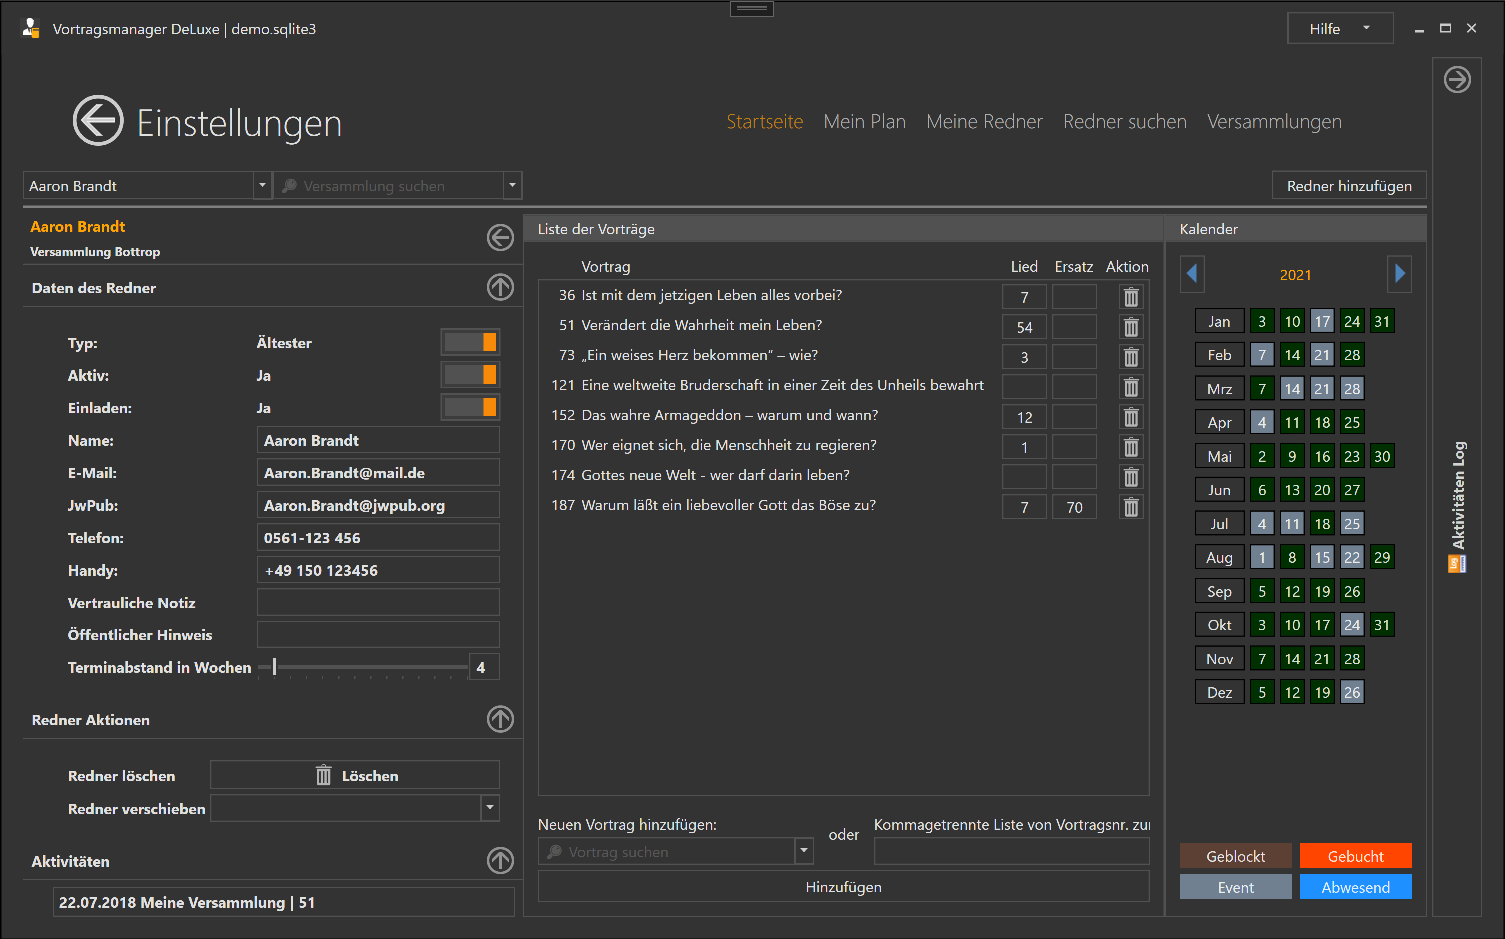 Vortragsmanager DeLuxe | demo.sqlite3
Hilfe
Einstellungen
Startseite Mein Plan Meine Redner Redner suchen Versammlungen
Aaron Brandt
Versammlung suchen
Redner hinzufügen
Aaron Brandt
Versammlung Bottrop
Daten des Redner
Typ: Ältester
Aktiv: Ja
Einladen: Ja
Name: Aaron Brandt
E-Mail: Aaron.Brandt@mail.de
JwPub: Aaron.Brandt@jwpub.org
Telefon: 0561-123 456
Handy: +49 150 123456
Vertrauliche Notiz
Öffentlicher Hinweis
Terminabstand in Wochen 4
Redner Aktionen
Redner löschen Löschen
Redner verschieben
Aktivitäten
22.07.2018 Meine Versammlung | 51
Liste der Vorträge
Vortrag Lied Ersatz Aktion
36 Ist mit dem jetzigen Leben alles vorbei? 7
51 Verändert die Wahrheit mein Leben? 54
73 „Ein weises Herz bekommen“ – wie? 3
121 Eine weltweite Bruderschaft in einer Zeit des Unheils bewahrt
152 Das wahre Armageddon – warum und wann? 12
170 Wer eignet sich, die Menschheit zu regieren? 1
174 Gottes neue Welt - wer darf darin leben?
187 Warum läßt ein liebevoller Gott das Böse zu? 7 70
Neuen Vortrag hinzufügen:
Vortrag suchen
oder
Kommagetrennte Liste von Vortragsnr. zur
Hinzufügen
Kalender
2021
Jan 3 10 17 24 31
Feb 7 14 21 28
Mrz 7 14 21 28
Apr 4 11 18 25
Mai 2 9 16 23 30
Jun 6 13 20 27
Jul 4 11 18 25
Aug 1 8 15 22 29
Sep 5 12 19 26
Okt 3 10 17 24 31
Nov 7 14 21 28
Dez 5 12 19 26
Geblockt Gebucht
Event Abwesend
Aktivitäten Log